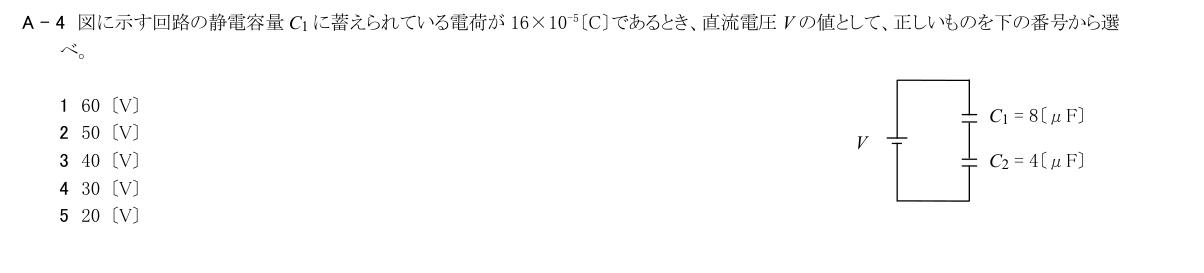 A － 4 図に示す回路の静電容量 C₁ に蓄えられている電荷が 16×10⁻⁵〔C〕であるとき、直流電圧 V の値として、正しいものを下の番号から選
べ。
1 60 〔V〕
2 50 〔V〕
3 40 〔V〕
4 30 〔V〕
5 20 〔V〕
V
C₁ = 8〔μF〕
C₂ = 4〔μF〕